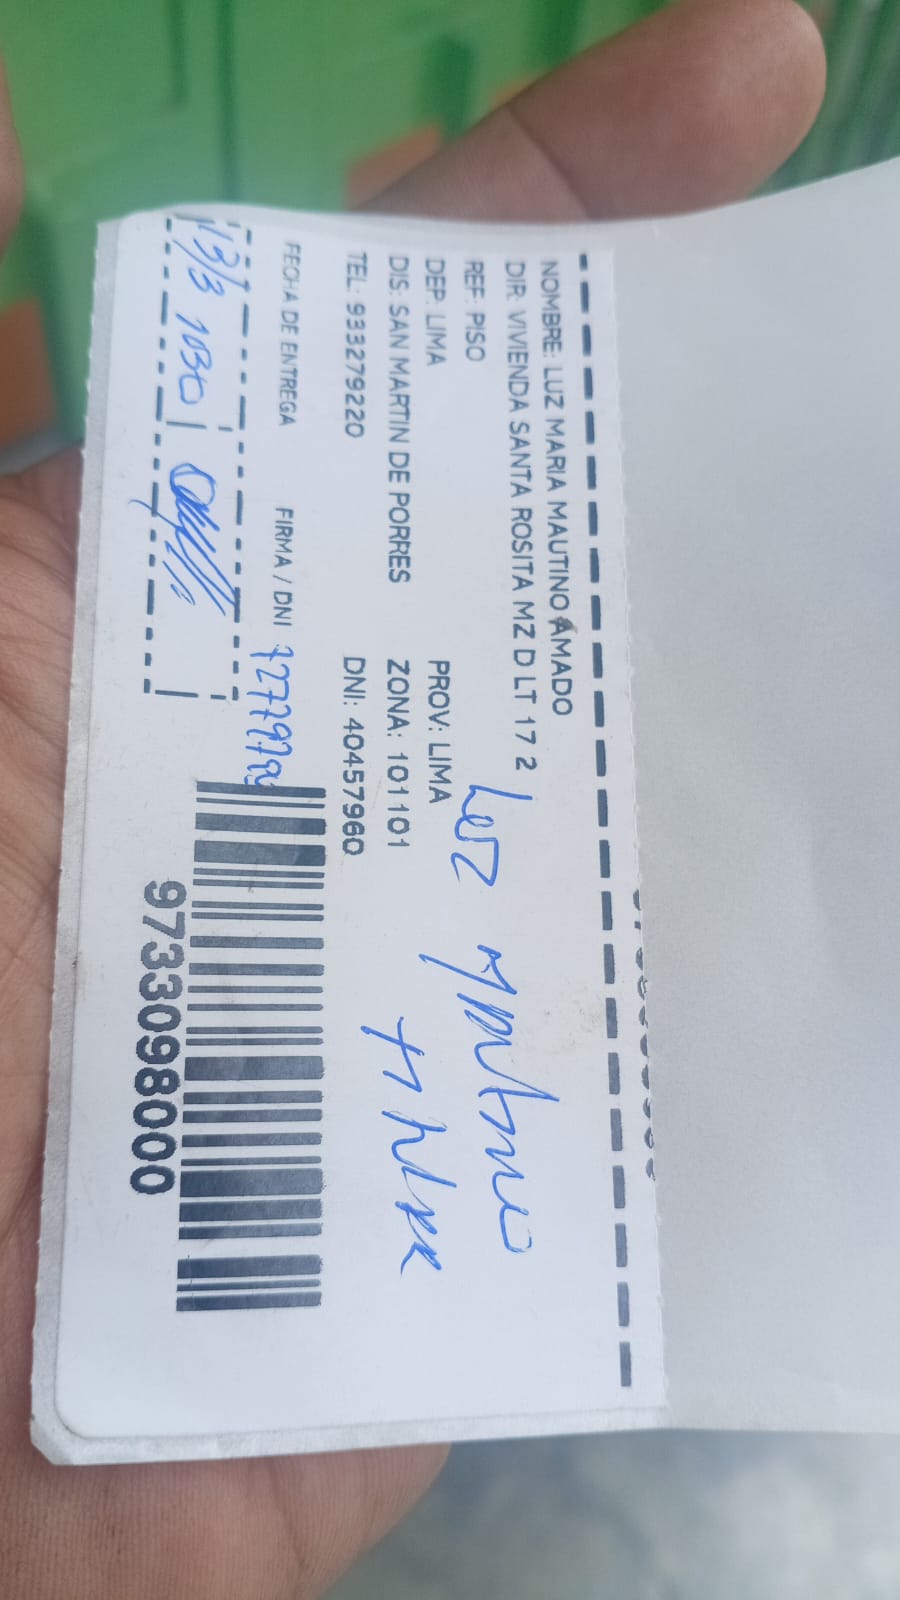 NOMBRE: LUZ MARIA MAUTINO AMADO
DIR: VIVIENDA SANTA ROSITA MZ D LT 17 2
REF: PISO
DEP: LIMA PROV: LIMA
DIS: SAN MARTIN DE PORRES ZONA: 101101
TEL: 933279220 DNI: 40457960
Luz Mautino
FECHA DE ENTREGA FIRMA / DNI
13/3 1030
9733098000